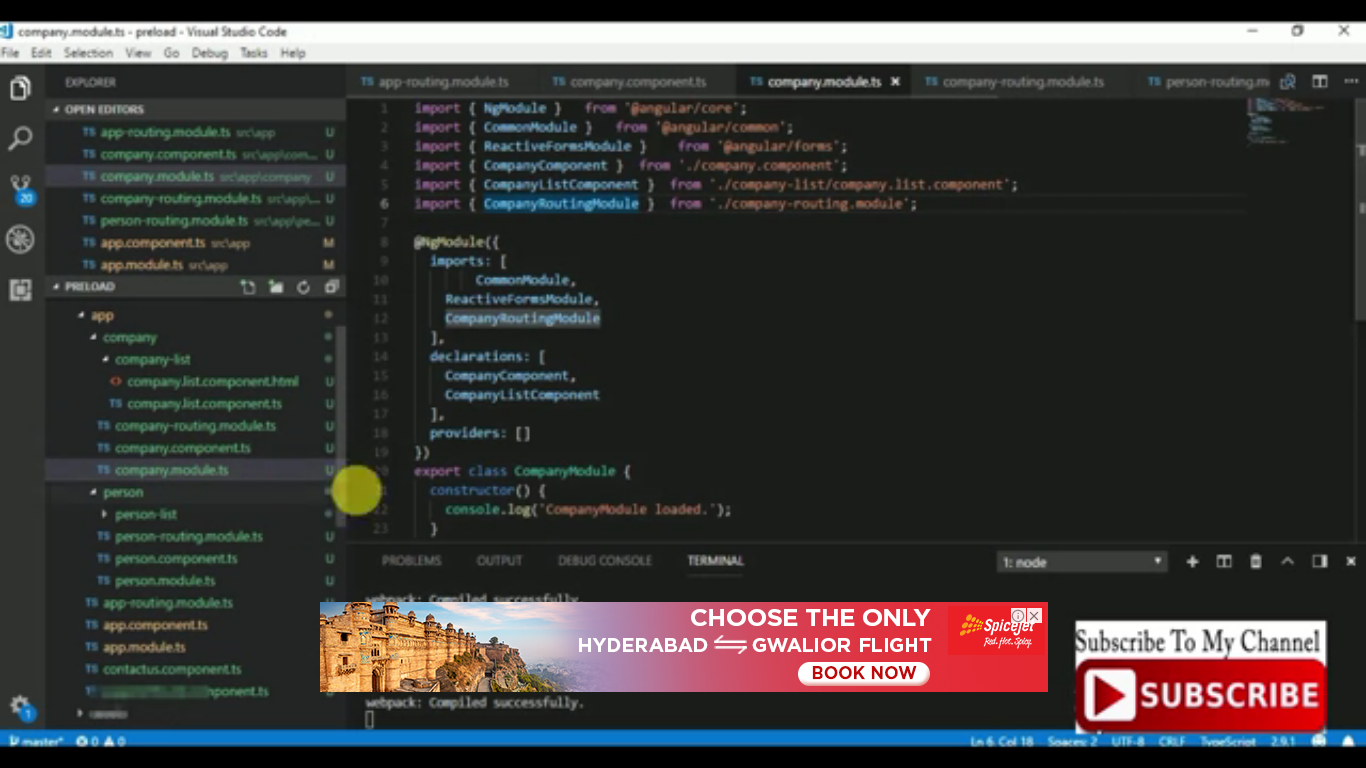 company.module.ts - preload - Visual Studio Code
File Edit Selection View Go Debug Tasks Help
EXPLORER
OPEN EDITORS
TS app-routing.module.ts src\app U
TS company.component.ts src\app\com... U
TS company.module.ts src\app\company U
TS company-routing.module.ts src\app\... U
TS person-routing.module.ts src\app\pe... U
TS app.component.ts src\app M
TS app.module.ts src\app M
20
PRELOAD
app
company
company-list
<> company.list.component.html U
TS company.list.component.ts U
TS company-routing.module.ts U
TS company.component.ts U
TS company.module.ts U
person
person-list
TS person-routing.module.ts U
TS person.component.ts U
TS person.module.ts U
TS app-routing.module.ts U
TS app.component.ts M
TS app.module.ts M
TS contactus.component.ts U
TS mponent.ts U
1
TS app-routing.module.ts TS company.component.ts TS company.module.ts × TS company-routing.module.ts TS person-routing.m
1 import { NgModule } from '@angular/core';
2 import { CommonModule } from '@angular/common';
3 import { ReactiveFormsModule } from '@angular/forms';
4 import { CompanyComponent } from './company.component';
5 import { CompanyListComponent } from './company-list/company.list.component';
6 import { CompanyRoutingModule } from './company-routing.module';
7
8 @NgModule({
9 imports: [
10 CommonModule,
11 ReactiveFormsModule,
12 CompanyRoutingModule
13 ],
14 declarations: [
15 CompanyComponent,
16 CompanyListComponent
17 ],
18 providers: []
19 })
20 export class CompanyModule {
21 constructor() {
22 console.log('CompanyModule loaded.');
23 }
PROBLEMS OUTPUT DEBUG CONSOLE TERMINAL 1: node
webpack: Compiled successfully.
CHOOSE THE ONLY
HYDERABAD GWALIOR FLIGHT
BOOK NOW
SpiceJet
Red. Hot. Spicy.
webpack: Compiled successfully.
Subscribe To My Channel
SUBSCRIBE
master* 0 0 Ln 6, Col 18 Spaces: 2 UTF-8 CRLF TypeScript 2.9.1